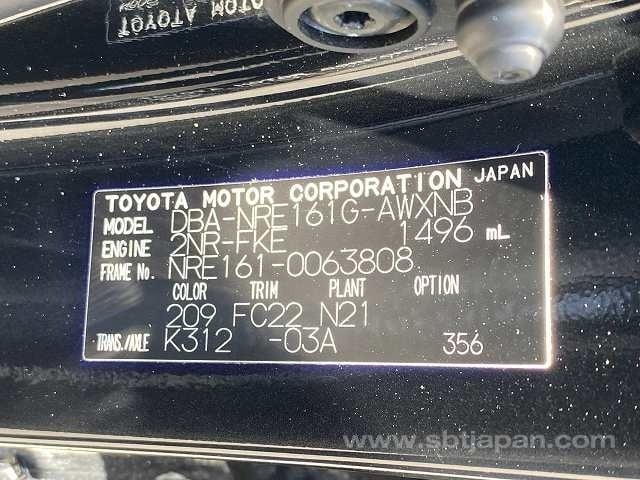 TOYOTA MOTOR CORPORATION JAPAN
MODEL DBA-NRE161G-AWXNB
ENGINE 2NR-FKE 1496 mL
FRAME No. NRE161-0063808
COLOR TRIM PLANT OPTION
209 FC22 N21
TRANS./AXLE K312 -03A 356
www.sbtjapan.com